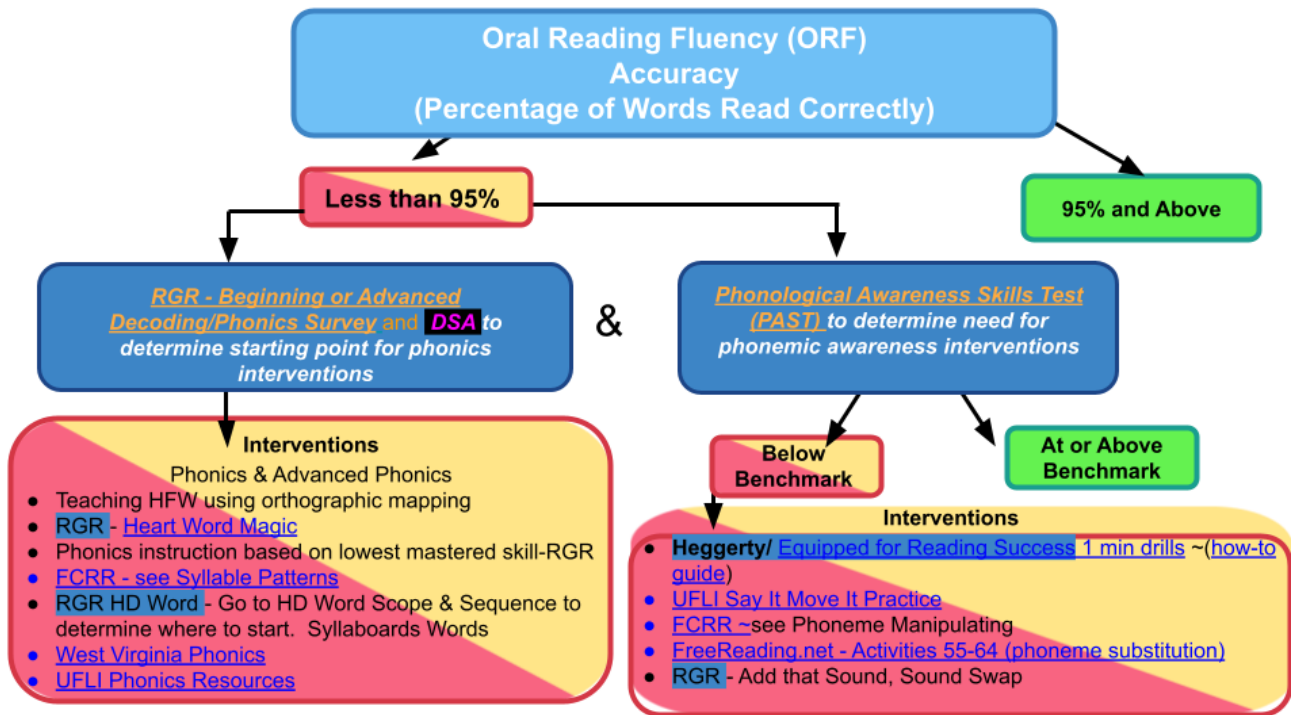 Oral Reading Fluency (ORF)
Accuracy
(Percentage of Words Read Correctly)
Less than 95%
95% and Above
RGR - Beginning or Advanced
Decoding/Phonics Survey and DSA to
determine starting point for phonics
interventions
&
Phonological Awareness Skills Test
(PAST) to determine need for
phonemic awareness interventions
Interventions
Phonics & Advanced Phonics
● Teaching HFW using orthographic mapping
● RGR - Heart Word Magic
● Phonics instruction based on lowest mastered skill-RGR
● FCRR - see Syllable Patterns
● RGR HD Word - Go to HD Word Scope & Sequence to
determine where to start.  Syllaboards Words
● West Virginia Phonics
● UFLI Phonics Resources
Below
Benchmark
At or Above
Benchmark
Interventions
● Heggerty/ Equipped for Reading Success 1 min drills ~(how-to
guide)
● UFLI Say It Move It Practice
● FCRR ~see Phoneme Manipulating
● FreeReading.net - Activities 55-64 (phoneme substitution)
● RGR - Add that Sound, Sound Swap